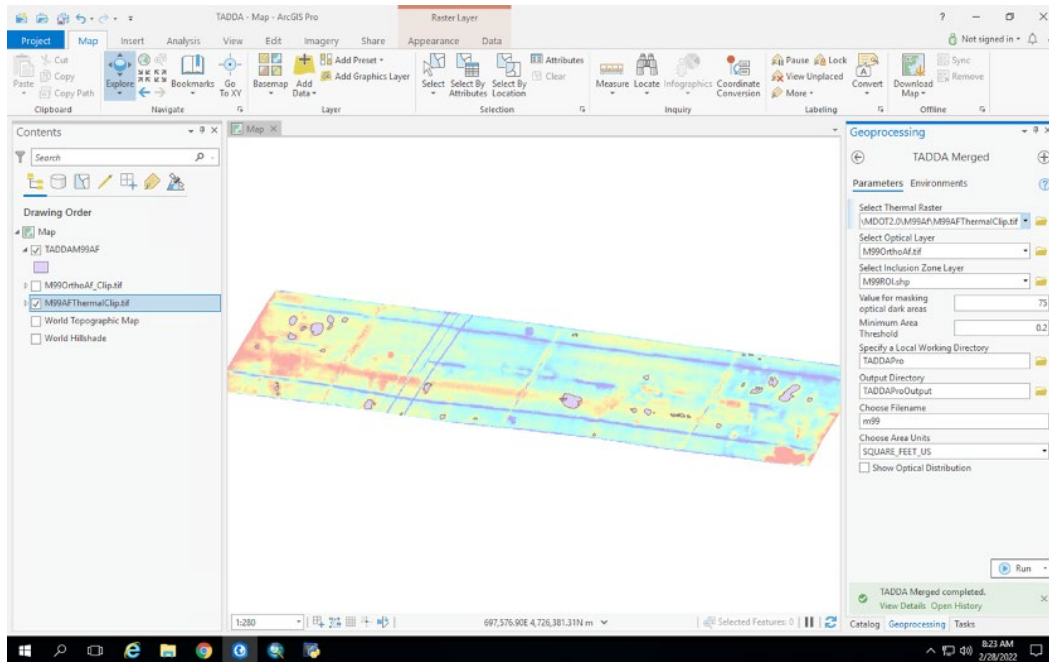 TADDA - Map - ArcGIS Pro
Raster Layer
?
Project Map Insert Analysis View Edit Imagery Share Appearance Data
Not signed in
Paste
Cut
Copy
Copy Path
Clipboard
Explore
Bookmarks
Go To XY
Navigate
Basemap
Add Data
Add Preset
Add Graphics Layer
Layer
Select
Select By Attributes
Select By Location
Attributes
Clear
Selection
Measure
Locate
Infographics
Coordinate Conversion
Inquiry
Pause
Lock
View Unplaced
More
Labeling
Convert
Download Map
Sync
Remove
Offline
Contents
Search
Drawing Order
Map
TADDAM99AF
M99OrthoAf_Clip.tif
M99AFThermalClip.tif
World Topographic Map
World Hillshade
Map
1:280
697,576.90E 4,726,381.31N m
Selected Features: 0
Geoprocessing
TADDA Merged
Parameters Environments
Select Thermal Raster
\MDOT2.0\M99Af\M99AFThermalClip.tif
Select Optical Layer
M99OrthoAf.tif
Select Inclusion Zone Layer
M99ROI.shp
Value for masking optical dark areas
75
Minimum Area Threshold
0.2
Specify a Local Working Directory
TADDAPro
Output Directory
TADDAProOutput
Choose Filename
m99
Choose Area Units
SQUARE_FEET_US
Show Optical Distribution
Run
TADDA Merged completed.
View Details Open History
Catalog Geoprocessing Tasks
8:23 AM
2/28/2022